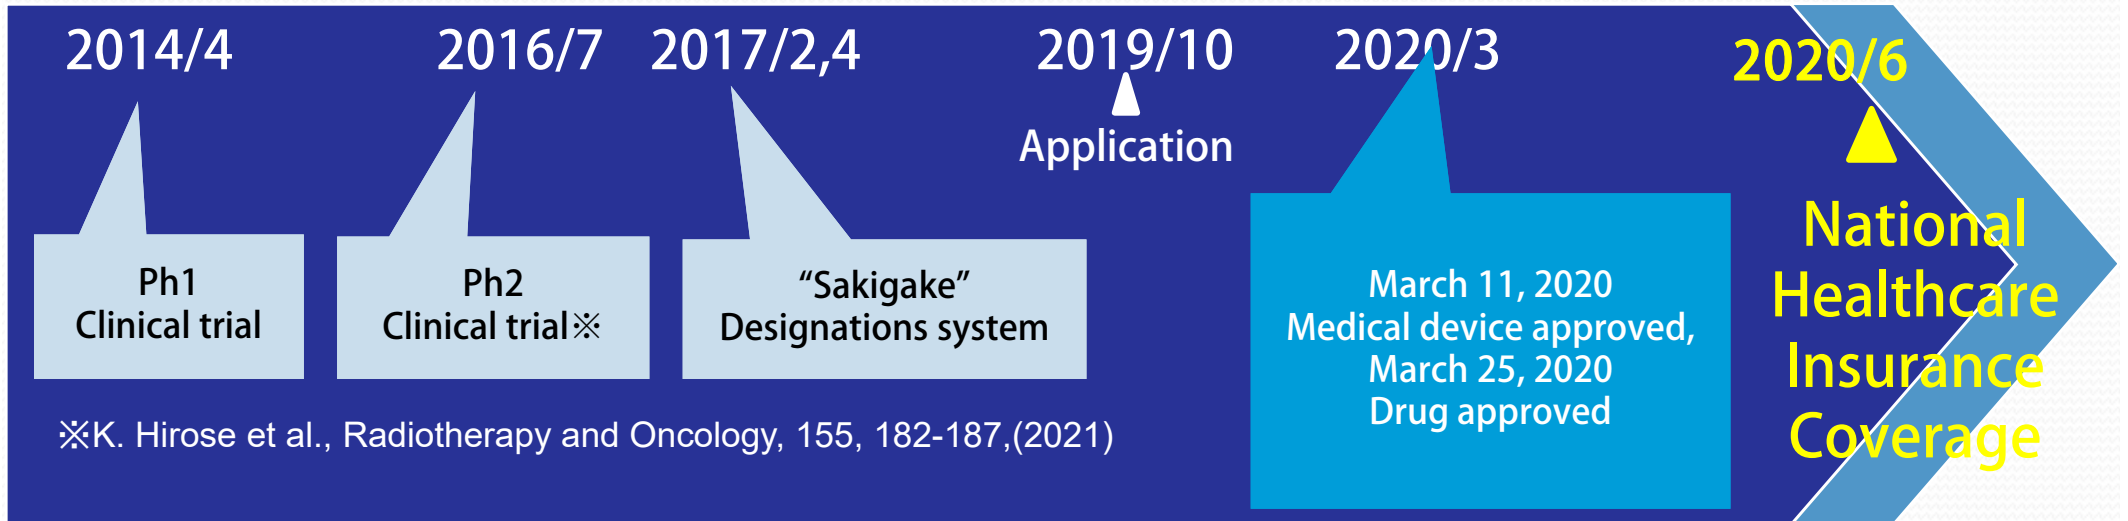 2014/4
2016/7
2017/2,4
2019/10
2020/3
2020/6
Application
Ph1
Clinical trial
Ph2
Clinical trial※
“Sakigake”
Designations system
March 11, 2020
Medical device approved,
March 25, 2020
Drug approved
National
Healthcare
Insurance
Coverage
※K. Hirose et al., Radiotherapy and Oncology, 155, 182-187,(2021)